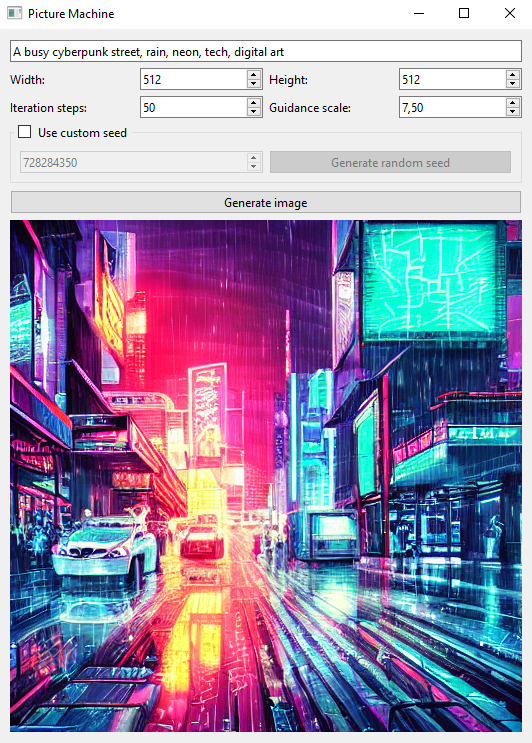 Picture Machine
A busy cyberpunk street, rain, neon, tech, digital art
Width: 512 Height: 512
Iteration steps: 50 Guidance scale: 7,50
Use custom seed
728284350 Generate random seed
Generate image